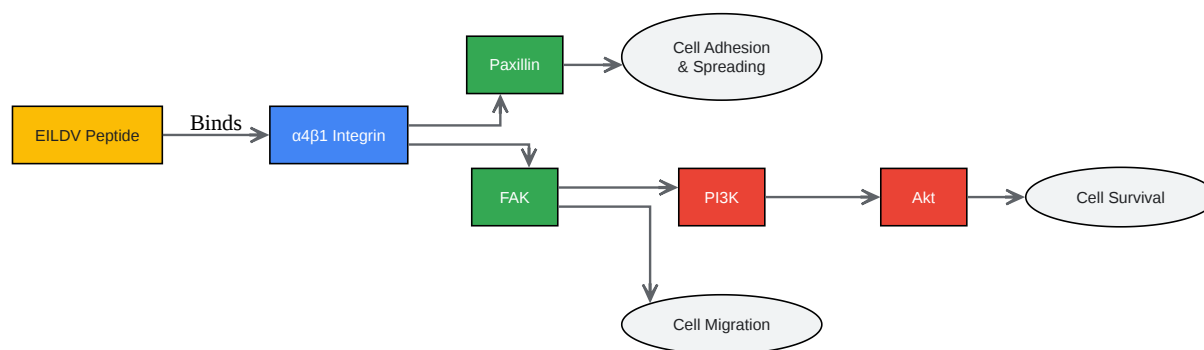 Cell Adhesion
& Spreading
Paxillin
EILDV Peptide
Binds
α4β1 Integrin
FAK
PI3K
Akt
Cell Survival
Cell Migration